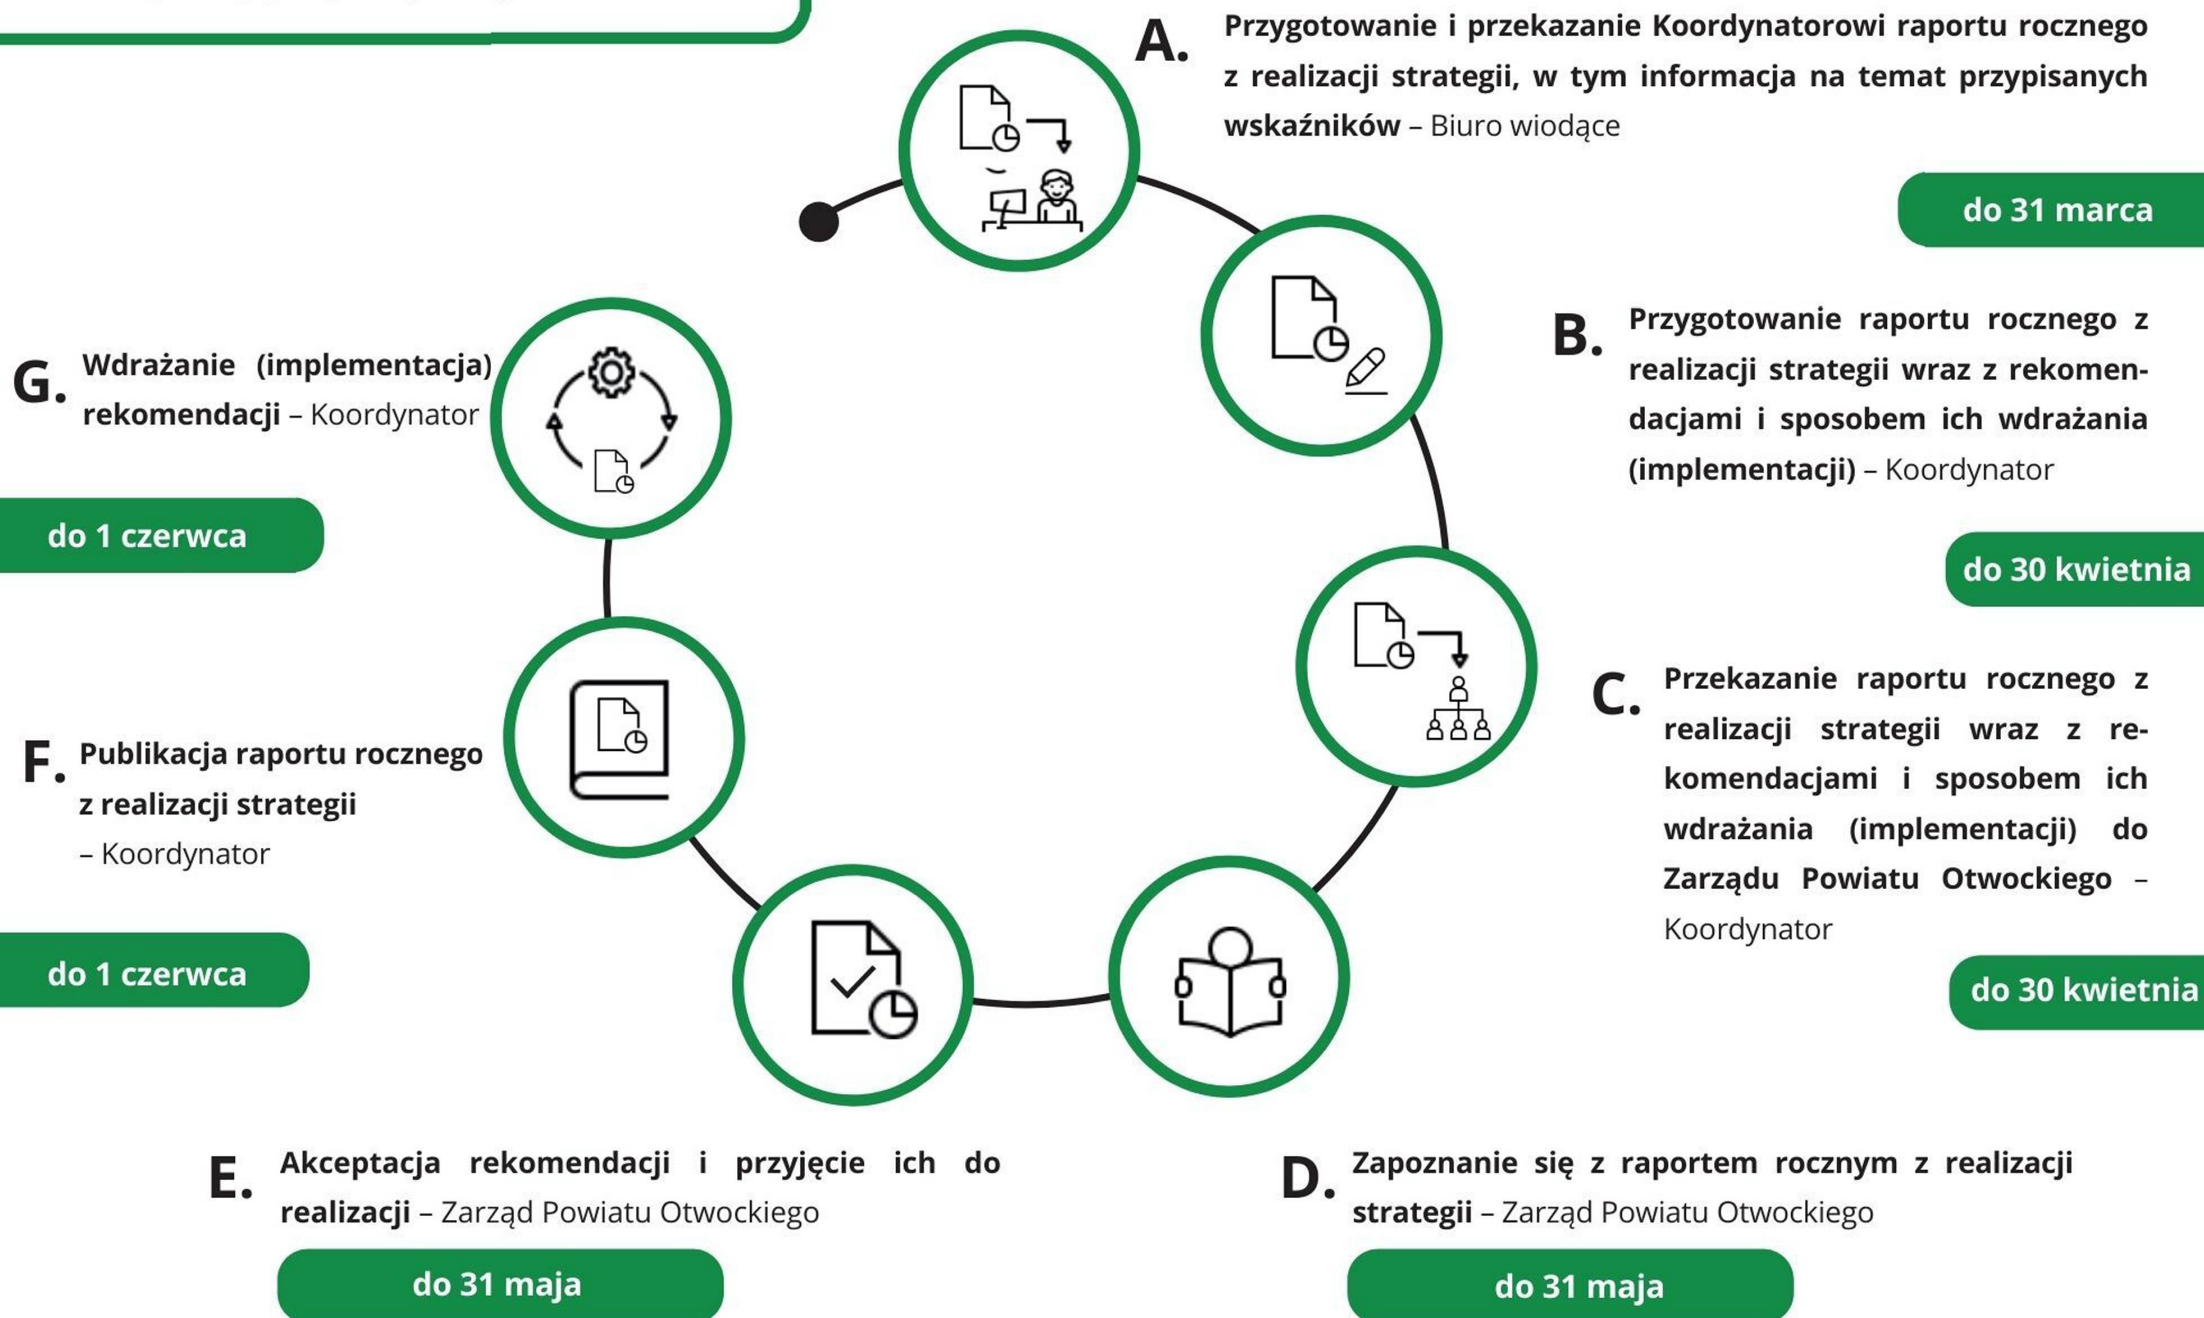 A.
Przygotowanie i przekazanie Koordynatorowi raportu rocznego
z realizacji strategii, w tym informacja na temat przypisanych
wskaźników – Biuro wiodące
do 31 marca
B.
Przygotowanie raportu rocznego z
realizacji strategii wraz z rekomen-
dacjami i sposobem ich wdrażania
(implementacji) – Koordynator
do 30 kwietnia
C.
Przekazanie raportu rocznego z
realizacji strategii wraz z re-
komendacjami i sposobem ich
wdrażania (implementacji) do
Zarządu Powiatu Otwockiego –
Koordynator
do 30 kwietnia
D.
Zapoznanie się z raportem rocznym z realizacji
strategii – Zarząd Powiatu Otwockiego
do 31 maja
E.
Akceptacja rekomendacji i przyjęcie ich do
realizacji – Zarząd Powiatu Otwockiego
do 31 maja
F.
Publikacja raportu rocznego
z realizacji strategii
– Koordynator
do 1 czerwca
G.
Wdrażanie (implementacja)
rekomendacji – Koordynator
do 1 czerwca